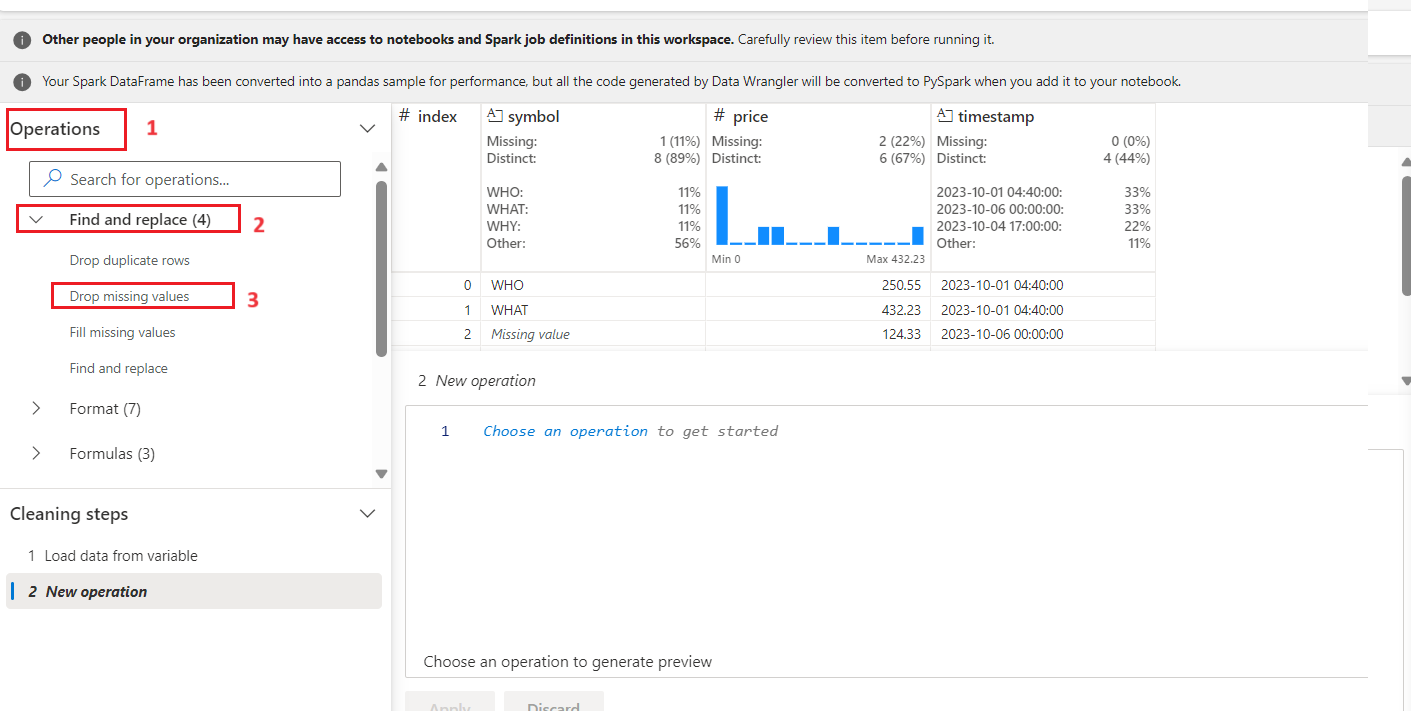 Other people in your organization may have access to notebooks and Spark job definitions in this workspace. Carefully review this item before running it.
Your Spark DataFrame has been converted into a pandas sample for performance, but all the code generated by Data Wrangler will be converted to PySpark when you add it to your notebook.
Operations 1
Search for operations...
Find and replace (4) 2
Drop duplicate rows
Drop missing values 3
Fill missing values
Find and replace
Format (7)
Formulas (3)
Cleaning steps
1 Load data from variable
2 New operation
# index
symbol
Missing: 1 (11%)
Distinct: 8 (89%)
WHO: 11%
WHAT: 11%
WHY: 11%
Other: 56%
# price
Missing: 2 (22%)
Distinct: 6 (67%)
Min 0 Max 432.23
timestamp
Missing: 0 (0%)
Distinct: 4 (44%)
2023-10-01 04:40:00: 33%
2023-10-06 00:00:00: 33%
2023-10-04 17:00:00: 22%
Other: 11%
0 WHO 250.55 2023-10-01 04:40:00
1 WHAT 432.23 2023-10-01 04:40:00
2 Missing value 124.33 2023-10-06 00:00:00
2 New operation
1 Choose an operation to get started
Choose an operation to generate preview
Apply Discard